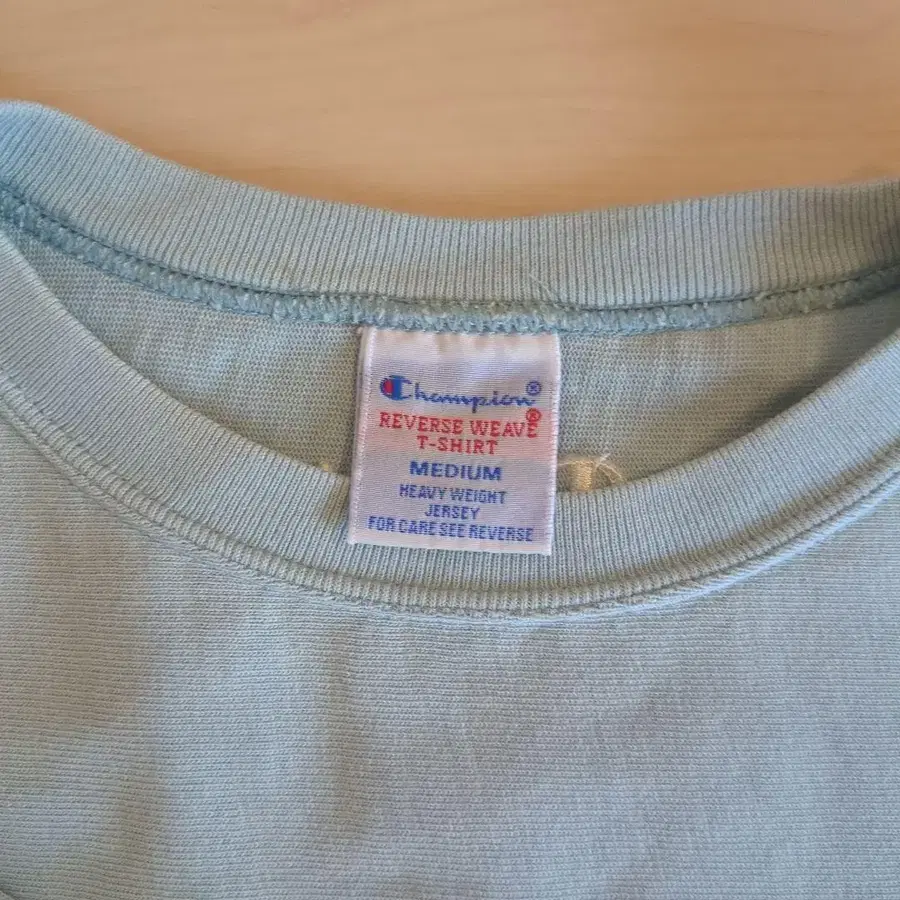 Champion®
REVERSE WEAVE®
T-SHIRT
MEDIUM
HEAVY WEIGHT
JERSEY
FOR CARE SEE REVERSE